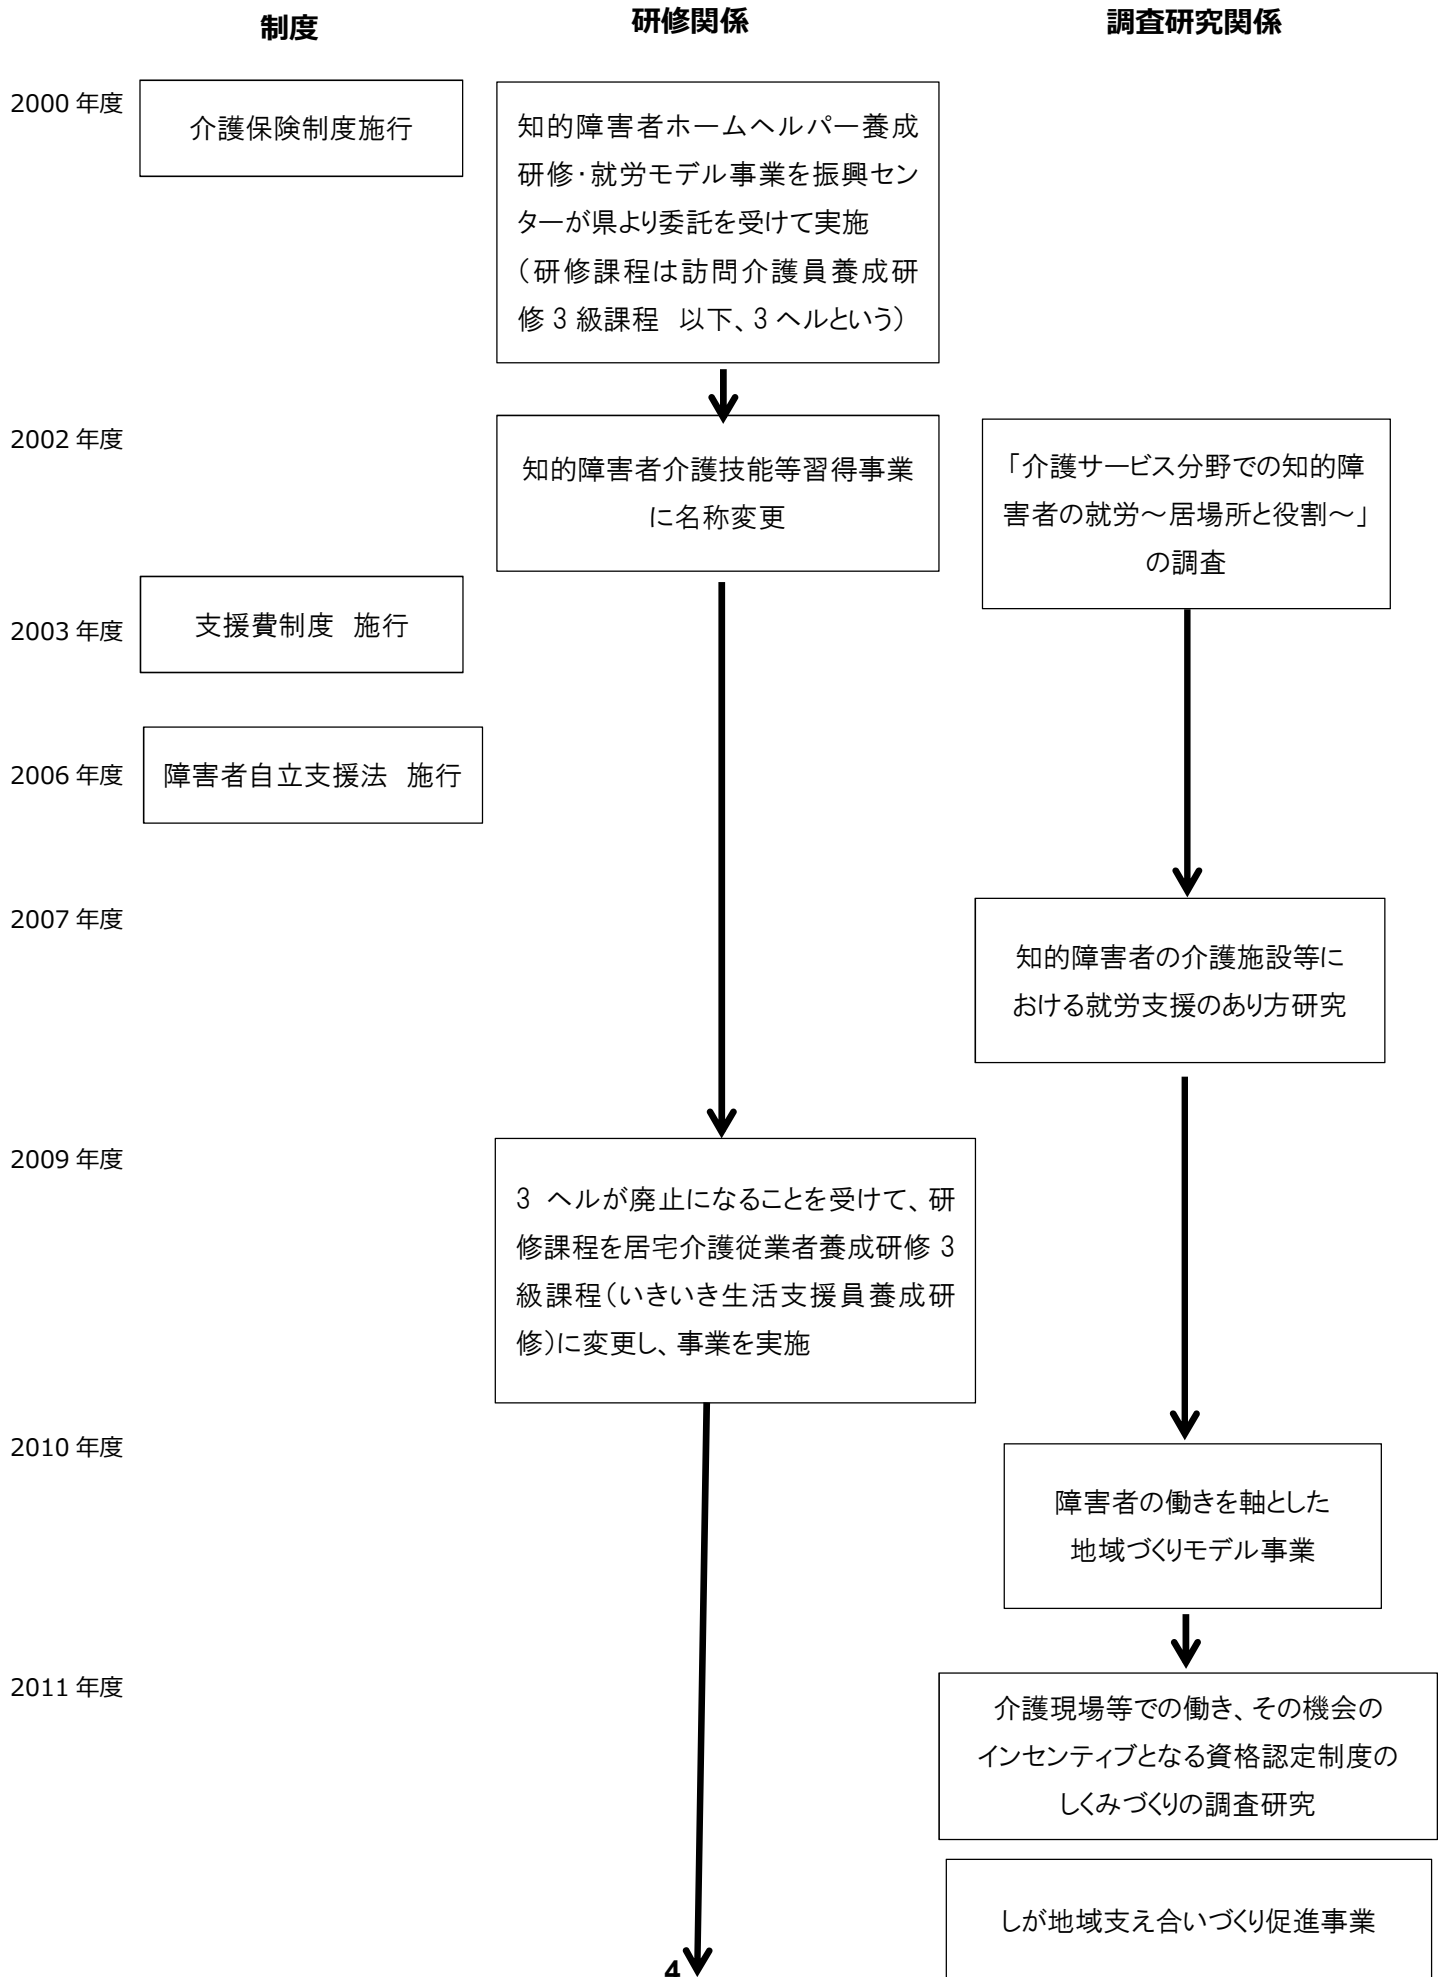 制度
研修関係
調査研究関係
2000 年度
介護保険制度施行
知的障害者ホームヘルパー養成
研修・就労モデル事業を振興セン
ターが県より委託を受けて実施
（研修課程は訪問介護員養成研
修 3 級課程　以下、3 ヘルという）
2002 年度
知的障害者介護技能等習得事業
に名称変更
「介護サービス分野での知的障
害者の就労～居場所と役割～」
の調査
2003 年度
支援費制度　施行
2006 年度
障害者自立支援法　施行
2007 年度
知的障害者の介護施設等に
おける就労支援のあり方研究
2009 年度
3 ヘルが廃止になることを受けて、研
修課程を居宅介護従業者養成研修 3
級課程（いきいき生活支援員養成研
修）に変更し、事業を実施
2010 年度
障害者の働きを軸とした
地域づくりモデル事業
2011 年度
介護現場等での働き、その機会の
インセンティブとなる資格認定制度の
しくみづくりの調査研究
しが地域支え合いづくり促進事業
4